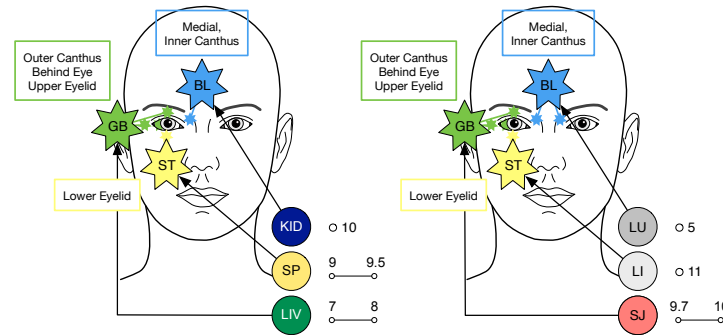 Medial,
Inner Canthus
Outer Canthus
Behind Eye
Upper Eyelid
BL
GB
ST
Lower Eyelid
KID
10
SP
9 9.5
LIV
7 8
Medial,
Inner Canthus
Outer Canthus
Behind Eye
Upper Eyelid
BL
GB
ST
Lower Eyelid
LU
5
LI
11
SJ
9.7